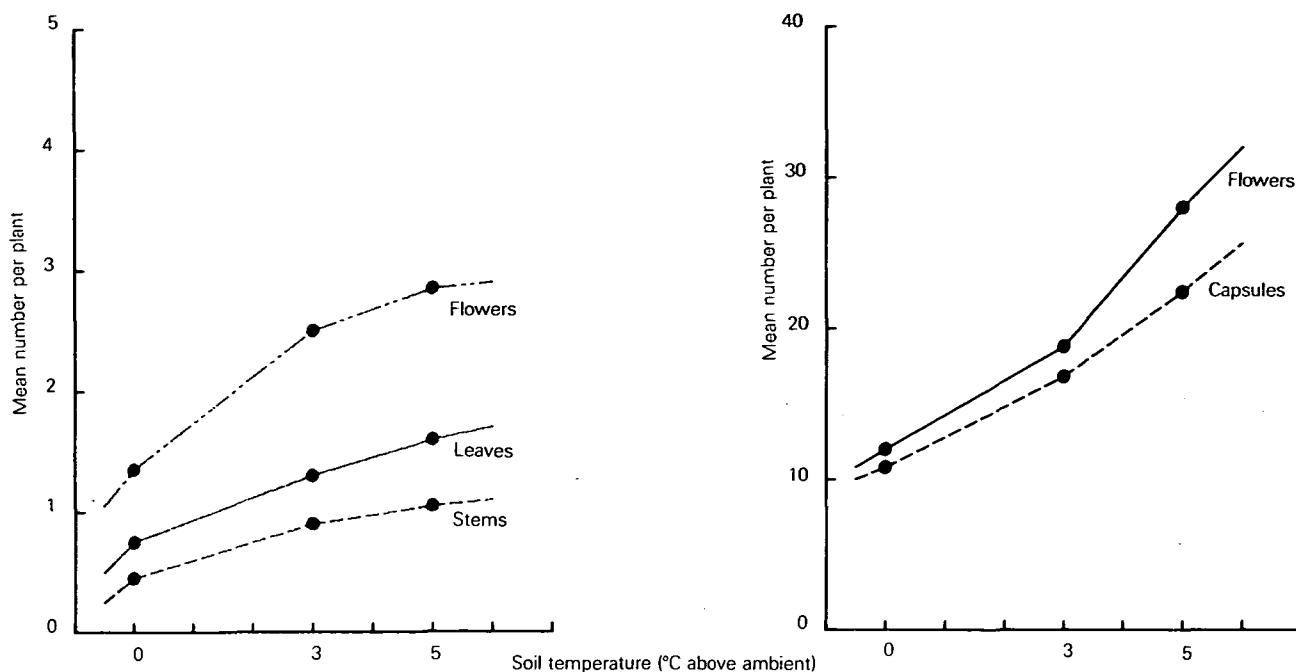 5
4
3
2
1
0
Mean number per plant
Flowers
Leaves
Stems
0 3 5
40
30
20
10
0
Mean number per plant
Flowers
Capsules
0 3 5
Soil temperature (°C above ambient)